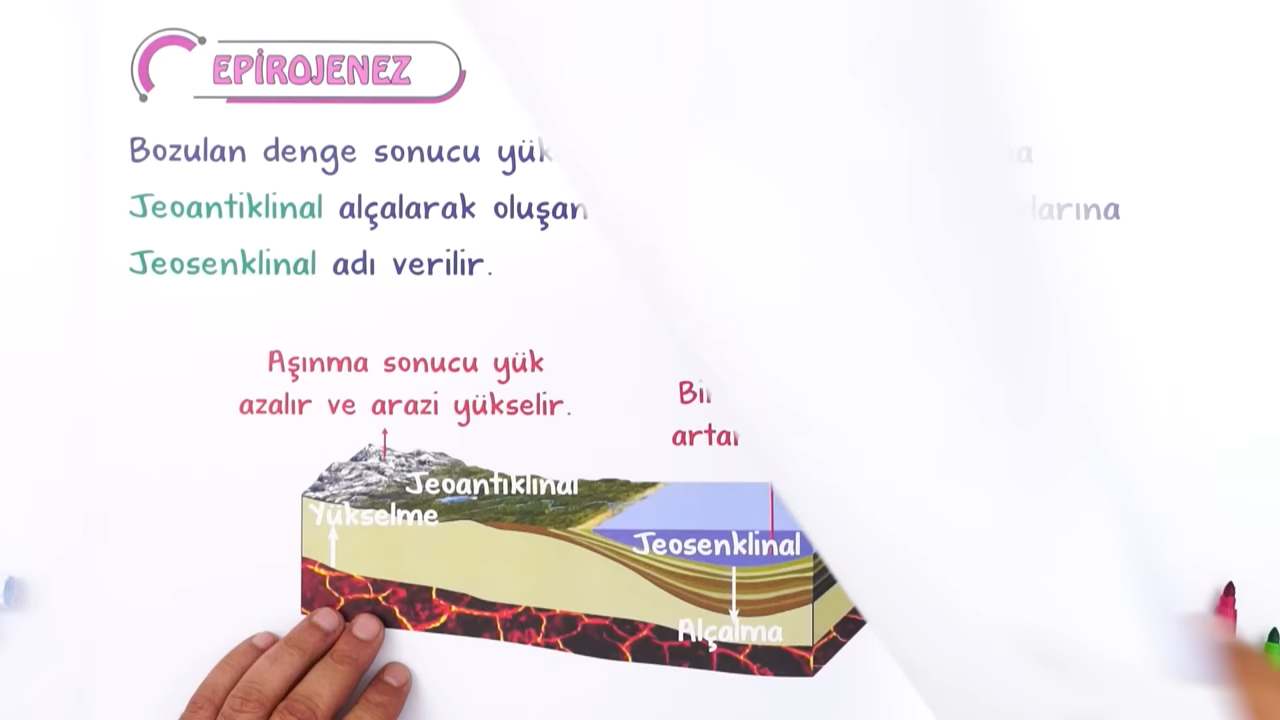 EPİROJENEZ
Bozulan denge sonucu
Jeoantiklinal alçalarak oluşan
Jeosenklinal adı verilir.
Aşınma sonucu yük
azalır ve arazi yükselir.
Jeoantiklinal
Yükselme
Jeosenklinal
Alçalma